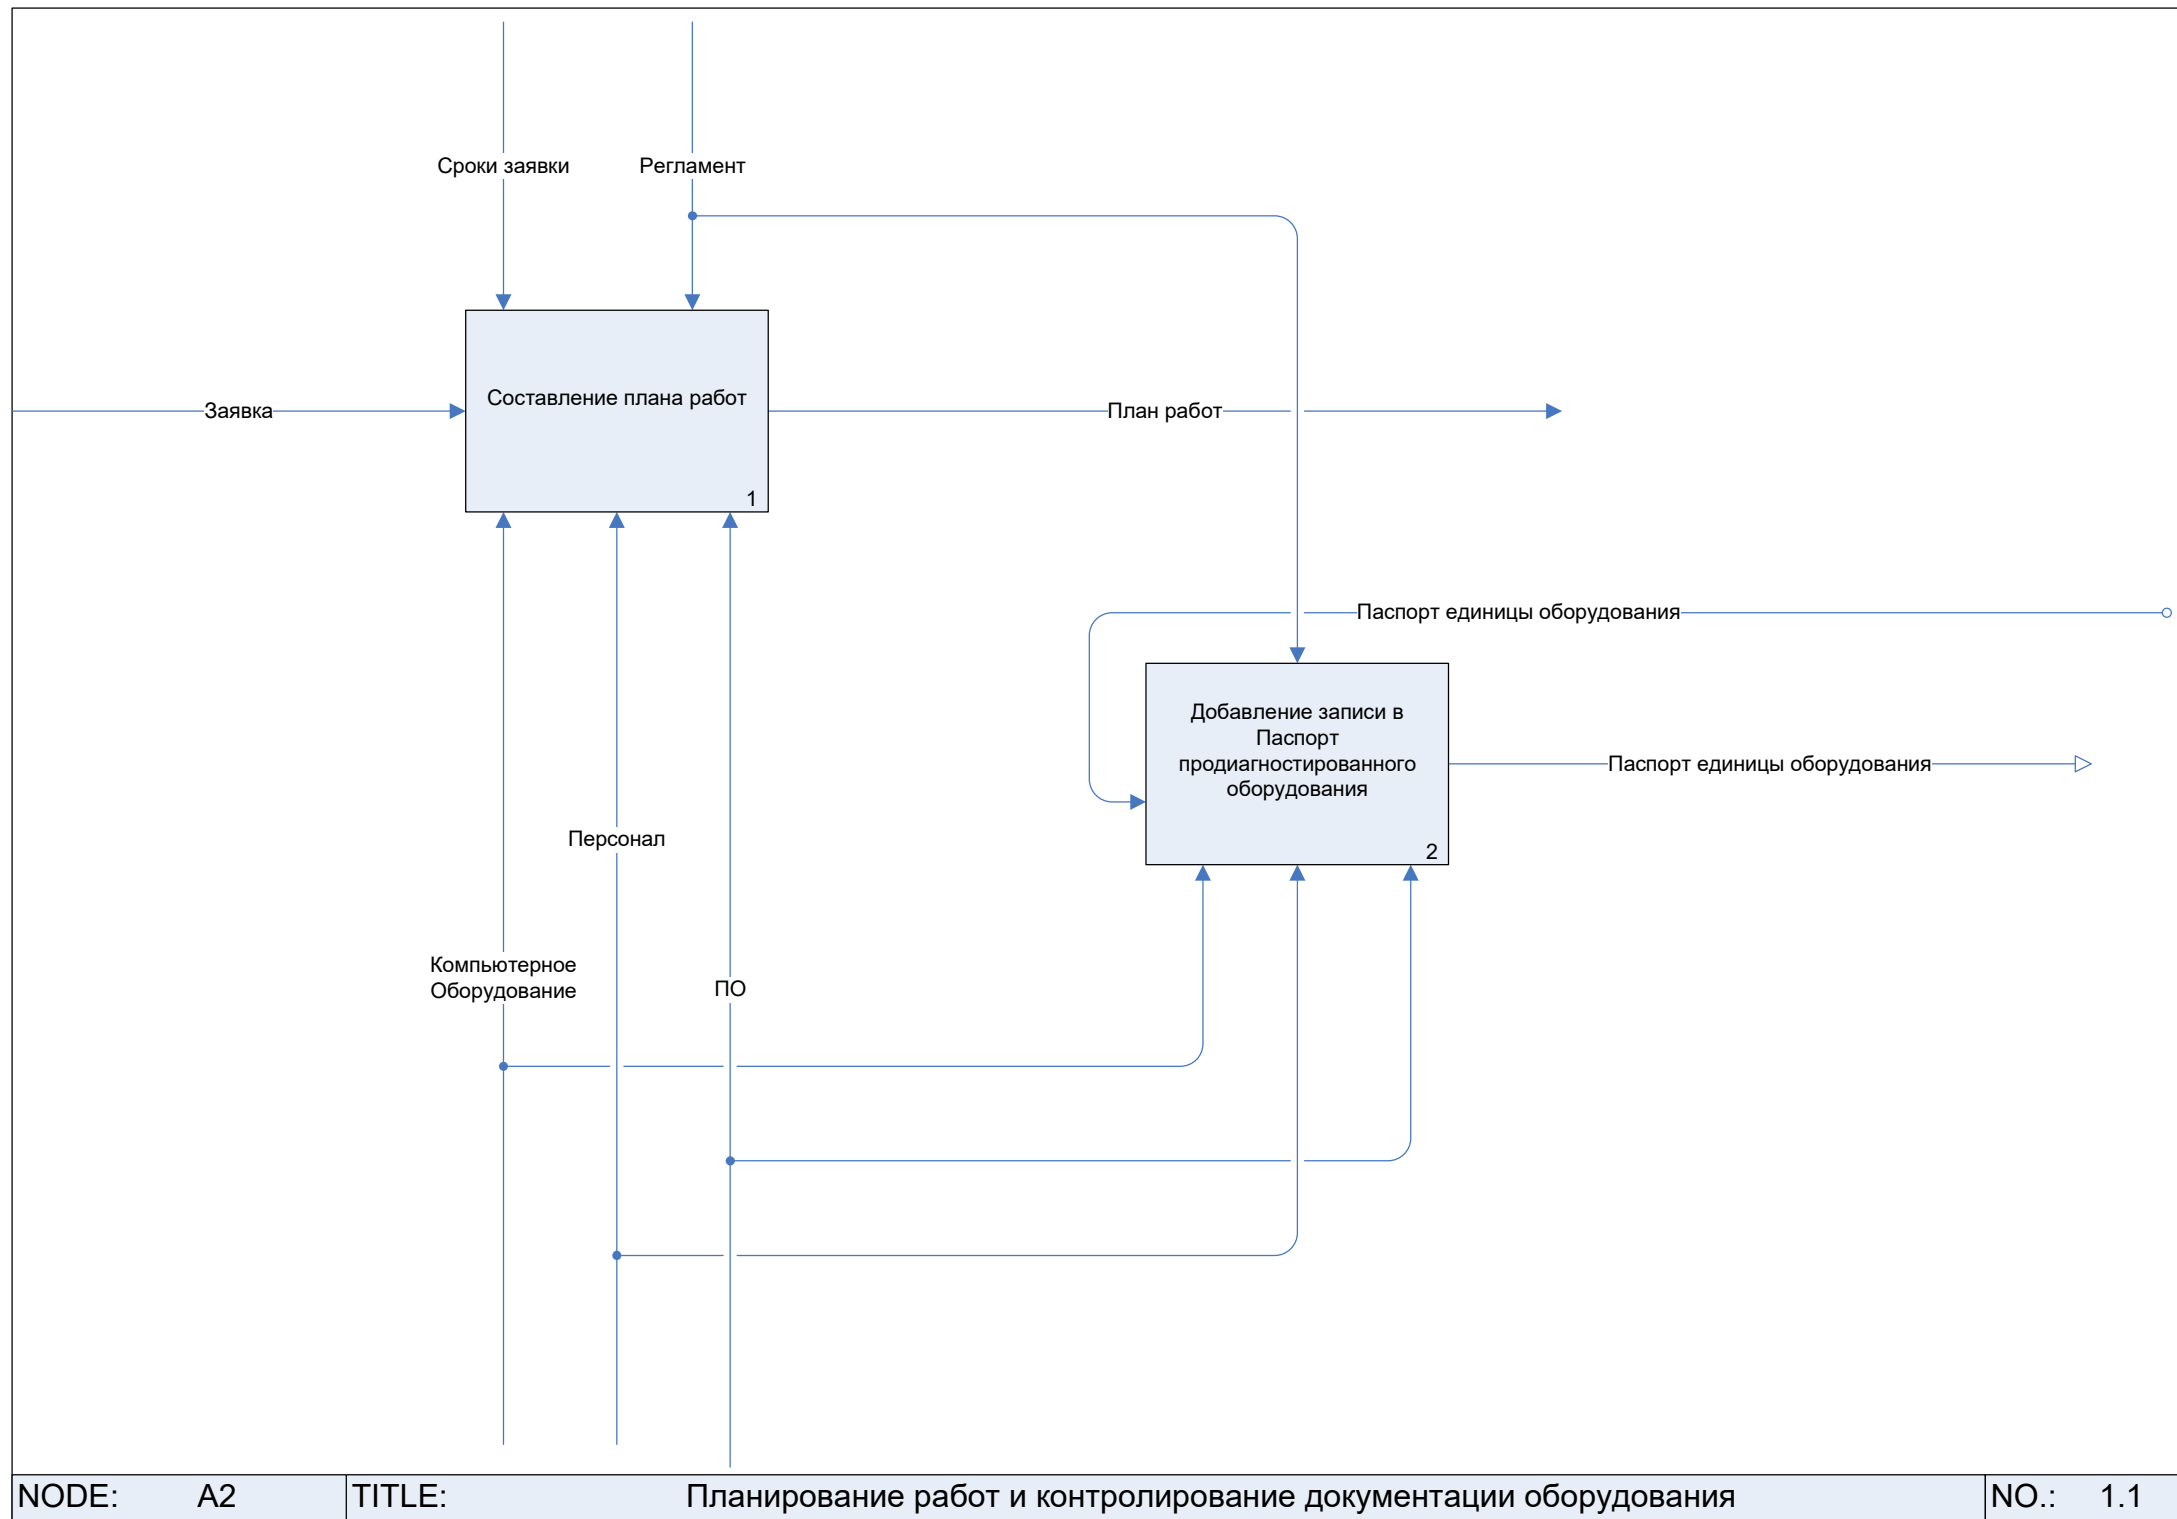 Сроки заявки
Регламент
Заявка
Составление плана работ
1
План работ
Паспорт единицы оборудования
Добавление записи в
Паспорт
продиагностированного
оборудования
2
Паспорт единицы оборудования
Персонал
Компьютерное
Оборудование
ПО
NODE: A2
TITLE: Планирование работ и контролирование документации оборудования
NO.: 1.1